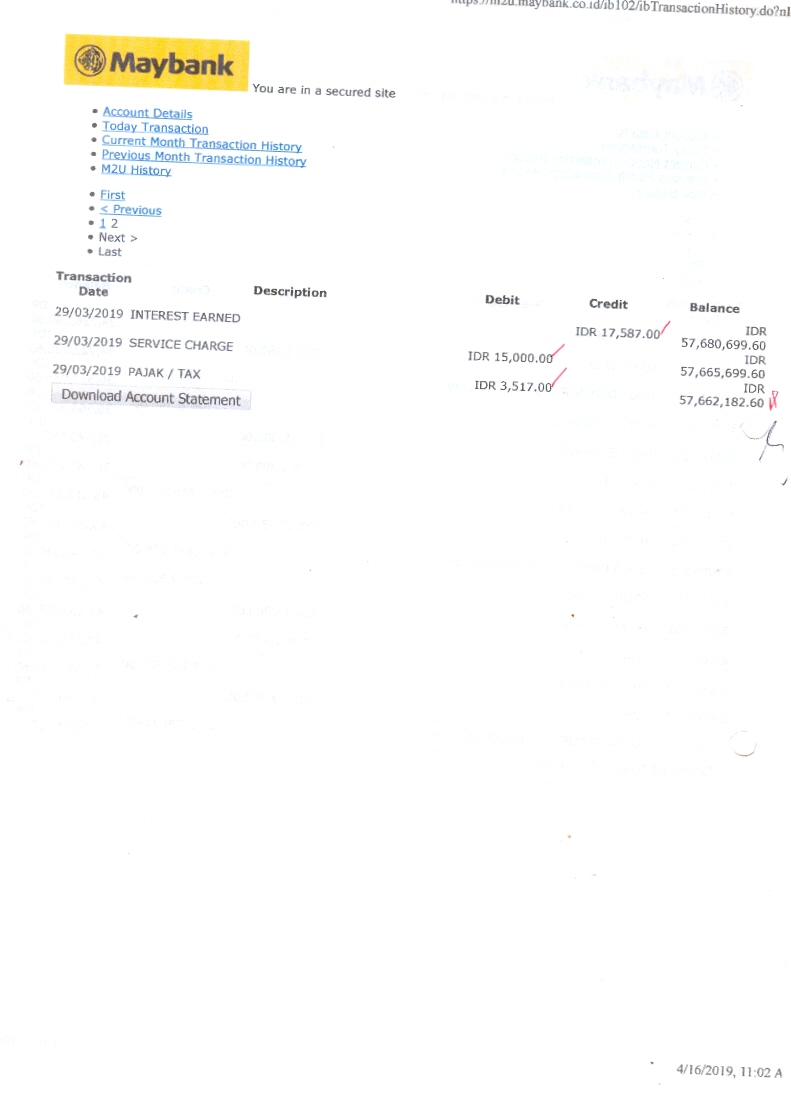 https://m2u.maybank.co.id/ib102/ibTransactionHistory.do?nI
Maybank
You are in a secured site
• Account Details
• Today Transaction
• Current Month Transaction History
• Previous Month Transaction History
• M2U History
• First
• < Previous
• 1 2
• Next >
• Last
Transaction Date Description Debit Credit Balance
29/03/2019 INTEREST EARNED IDR 17,587.00 IDR 57,680,699.60
29/03/2019 SERVICE CHARGE IDR 15,000.00 IDR 57,665,699.60
29/03/2019 PAJAK / TAX IDR 3,517.00 IDR 57,662,182.60
Download Account Statement
4/16/2019, 11:02 A